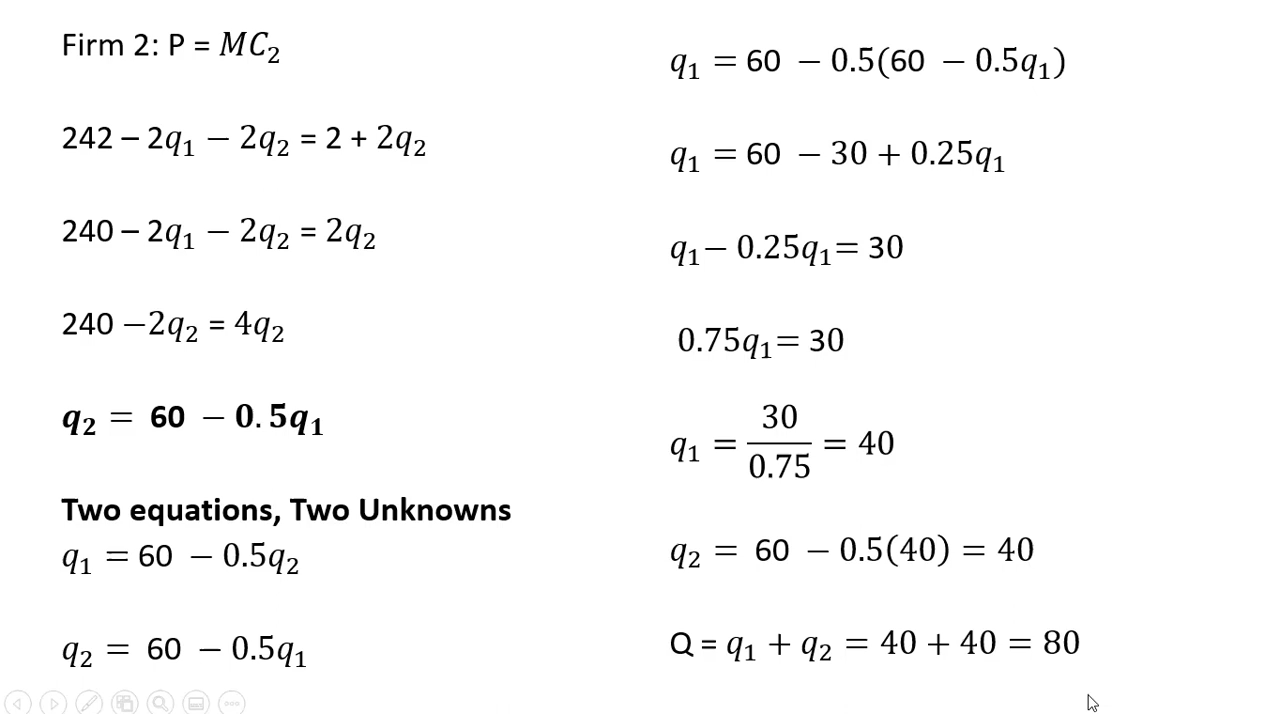 Firm 2: P = 𝑀𝐶₂
242 – 2𝑞₁ − 2𝑞₂ = 2 + 2𝑞₂
240 – 2𝑞₁ − 2𝑞₂ = 2𝑞₂
240 −2𝑞₂ = 4𝑞₂
𝒒₂ = 60 − 0.5𝒒₁
Two equations, Two Unknowns
𝑞₁ = 60 − 0.5𝑞₂
𝑞₂ = 60 − 0.5𝑞₁
𝑞₁ = 60 − 0.5(60 − 0.5𝑞₁)
𝑞₁ = 60 − 30 + 0.25𝑞₁
𝑞₁− 0.25𝑞₁= 30
0.75𝑞₁= 30
𝑞₁ = 30/0.75 = 40
𝑞₂ = 60 − 0.5(40) = 40
Q = 𝑞₁ + 𝑞₂ = 40 + 40 = 80